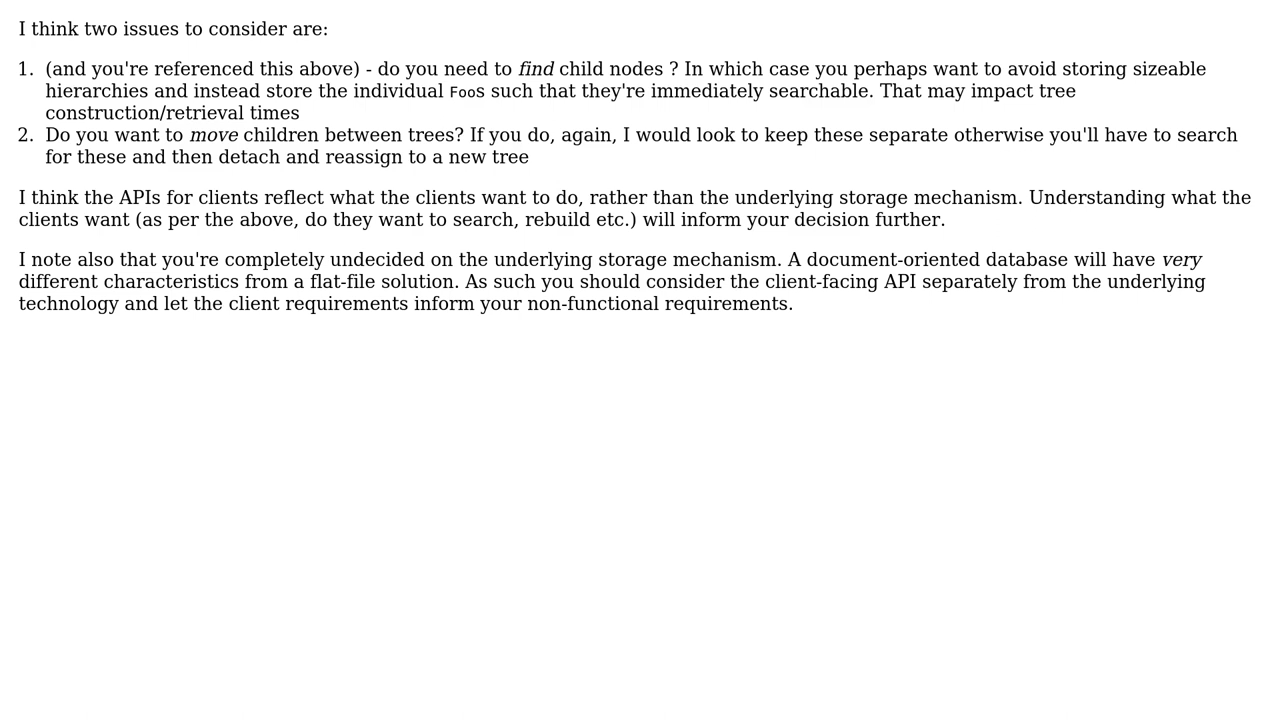 I think two issues to consider are:
1. (and you're referenced this above) - do you need to find child nodes ? In which case you perhaps want to avoid storing sizeable
hierarchies and instead store the individual Foos such that they're immediately searchable. That may impact tree
construction/retrieval times
2. Do you want to move children between trees? If you do, again, I would look to keep these separate otherwise you'll have to search
for these and then detach and reassign to a new tree
I think the APIs for clients reflect what the clients want to do, rather than the underlying storage mechanism. Understanding what the
clients want (as per the above, do they want to search, rebuild etc.) will inform your decision further.
I note also that you're completely undecided on the underlying storage mechanism. A document-oriented database will have very
different characteristics from a flat-file solution. As such you should consider the client-facing API separately from the underlying
technology and let the client requirements inform your non-functional requirements.